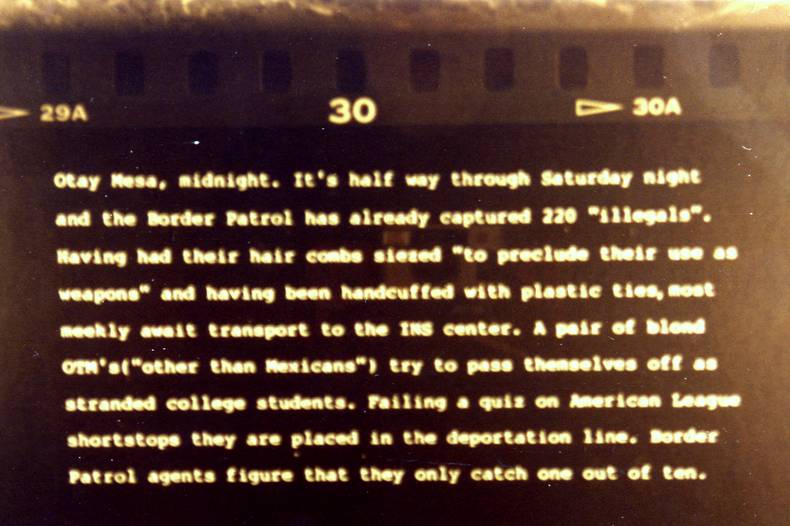 29A 30 30A
Otay Mesa, midnight. It's half way through Saturday night
and the Border Patrol has already captured 220 "illegals".
Having had their hair combs siezed "to preclude their use as
weapons" and having been handcuffed with plastic ties,most
meekly await transport to the INS center. A pair of blond
OTM's("other than Mexicans") try to pass themselves off as
stranded college students. Failing a quiz on American League
shortstops they are placed in the deportation line. Border
Patrol agents figure that they only catch one out of ten.